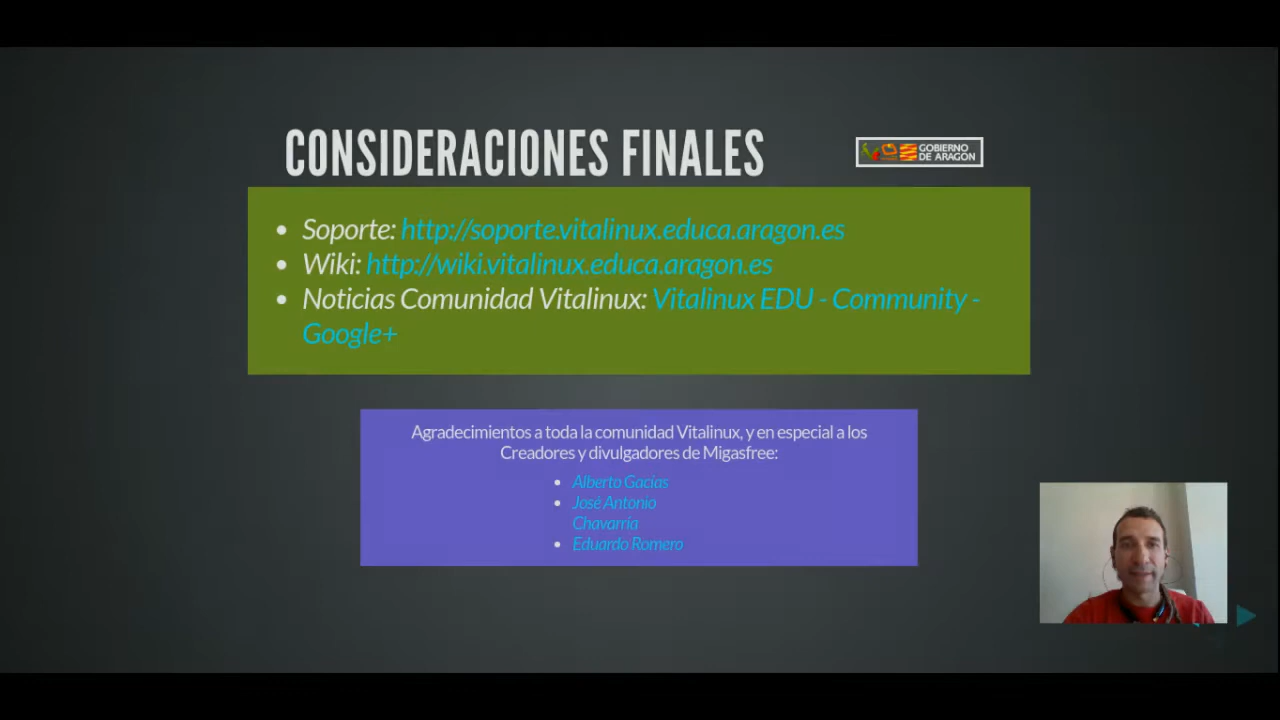 CONSIDERACIONES FINALES
GOBIERNO
DE ARAGON
Soporte: http://soporte.vitalinux.educa.aragon.es
Wiki: http://wiki.vitalinux.educa.aragon.es
Noticias Comunidad Vitalinux: Vitalinux EDU - Community -
Google+
Agradecimientos a toda la comunidad Vitalinux, y en especial a los
Creadores y divulgadores de Migasfree:
Alberto Gacías
José Antonio
Chavarría
Eduardo Romero